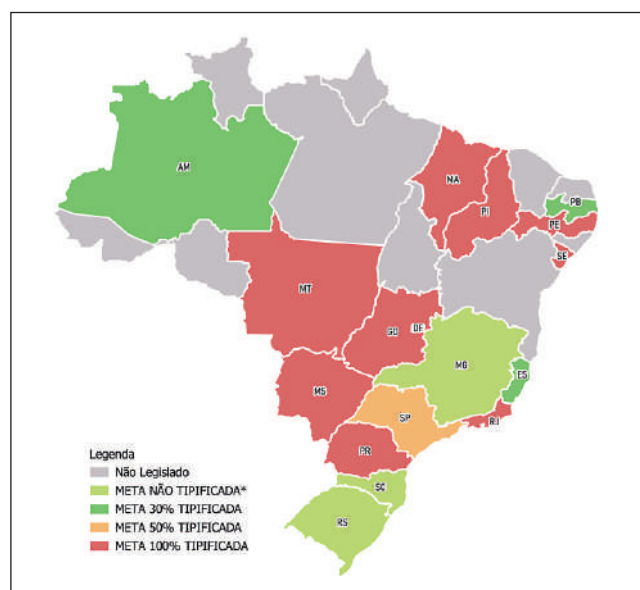 AM
MA
PB
PI
PE
SE
MT
GO
DF
MG
ES
MS
SP
RJ
PR
SC
RS
Legenda
Não Legislado
META NÃO TIPIFICADA*
META 30% TIPIFICADA
META 50% TIPIFICADA
META 100% TIPIFICADA